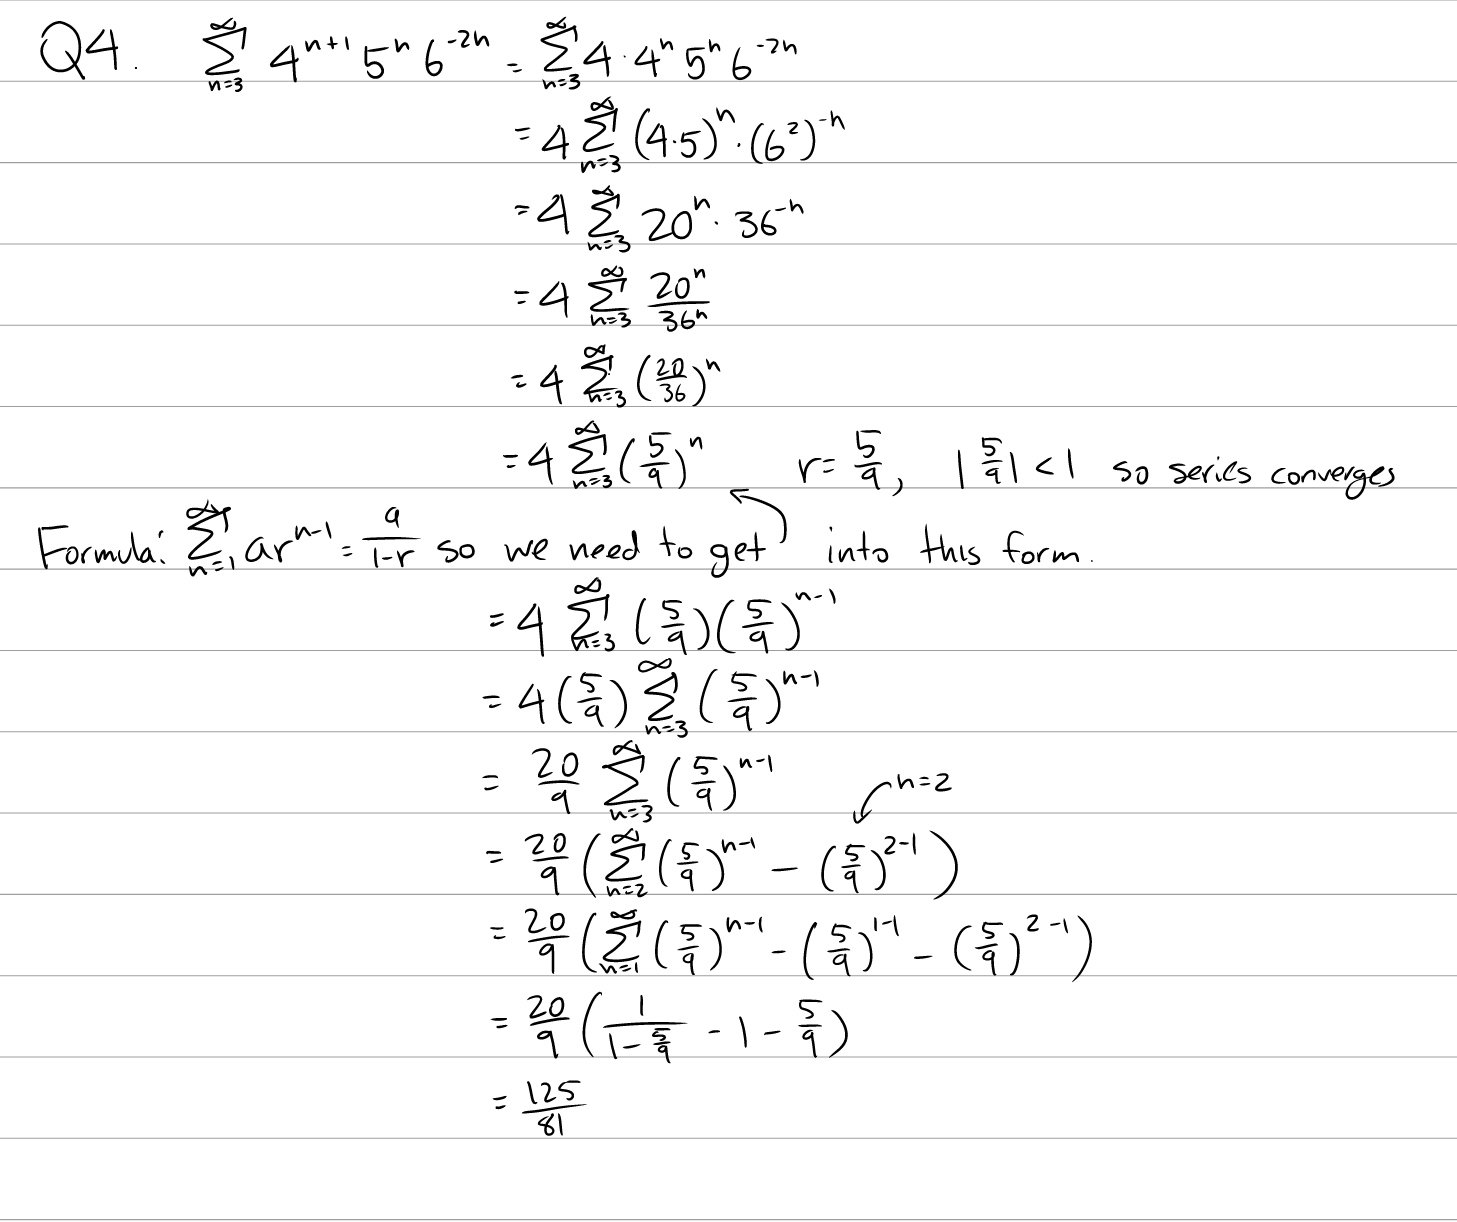 Q4. $\sum_{n=3}^{\infty} 4^{n+1} 5^n 6^{-2n} = \sum_{n=3}^{\infty} 4 \cdot 4^n 5^n 6^{-2n}$
$= 4 \sum_{n=3}^{\infty} (4 \cdot 5)^n \cdot (6^2)^{-n}$
$= 4 \sum_{n=3}^{\infty} 20^n \cdot 36^{-n}$
$= 4 \sum_{n=3}^{\infty} \frac{20^n}{36^n}$
$= 4 \sum_{n=3}^{\infty} (\frac{20}{36})^n$
$= 4 \sum_{n=3}^{\infty} (\frac{5}{9})^n$ $r = \frac{5}{9}, |\frac{5}{9}| < 1$ so series converges
Formula: $\sum_{n=1}^{\infty} ar^{n-1} = \frac{a}{1-r}$ so we need to get into this form.
$= 4 \sum_{n=3}^{\infty} (\frac{5}{9})(\frac{5}{9})^{n-1}$
$= 4 (\frac{5}{9}) \sum_{n=3}^{\infty} (\frac{5}{9})^{n-1}$
$= \frac{20}{9} \sum_{n=3}^{\infty} (\frac{5}{9})^{n-1}$
n=2
$= \frac{20}{9} (\sum_{n=2}^{\infty} (\frac{5}{9})^{n-1} - (\frac{5}{9})^{2-1})$
$= \frac{20}{9} (\sum_{n=1}^{\infty} (\frac{5}{9})^{n-1} - (\frac{5}{9})^{1-1} - (\frac{5}{9})^{2-1})$
$= \frac{20}{9} (\frac{1}{1-\frac{5}{9}} - 1 - \frac{5}{9})$
$= \frac{125}{81}$